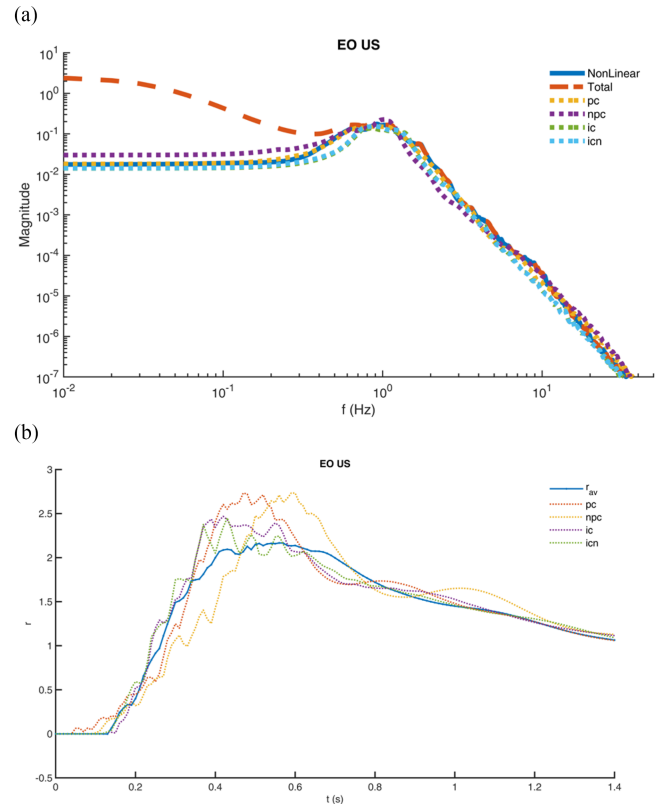 (a)
EO US
10^1
10^0
10^-1
10^-2
10^-3
10^-4
10^-5
10^-6
10^-7
Magnitude
NonLinear
Total
pc
npc
ic
icn
10^-2 10^-1 10^0 10^1
f (Hz)
(b)
EO US
3
2.5
2
1.5
1
0.5
0
-0.5
r
r_av
pc
npc
ic
icn
0 0.2 0.4 0.6 0.8 1 1.2 1.4
t (s)